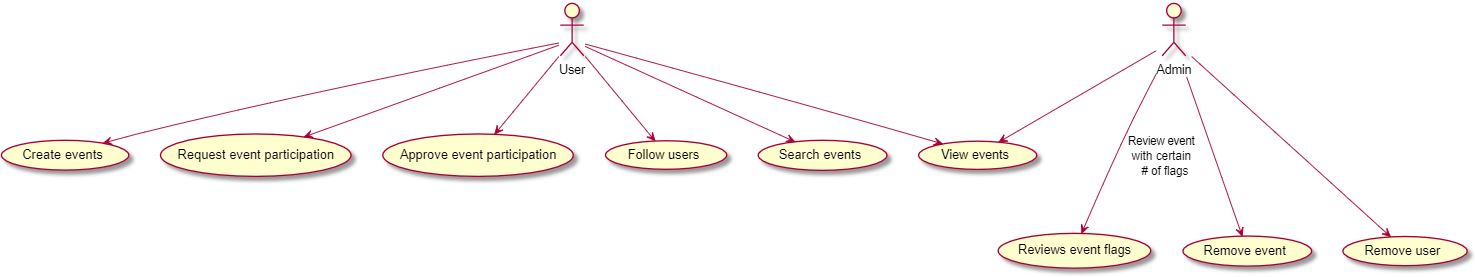 User
Admin
Create events
Request event participation
Approve event participation
Follow users
Search events
View events
Review event
with certain
# of flags
Reviews event flags
Remove event
Remove user